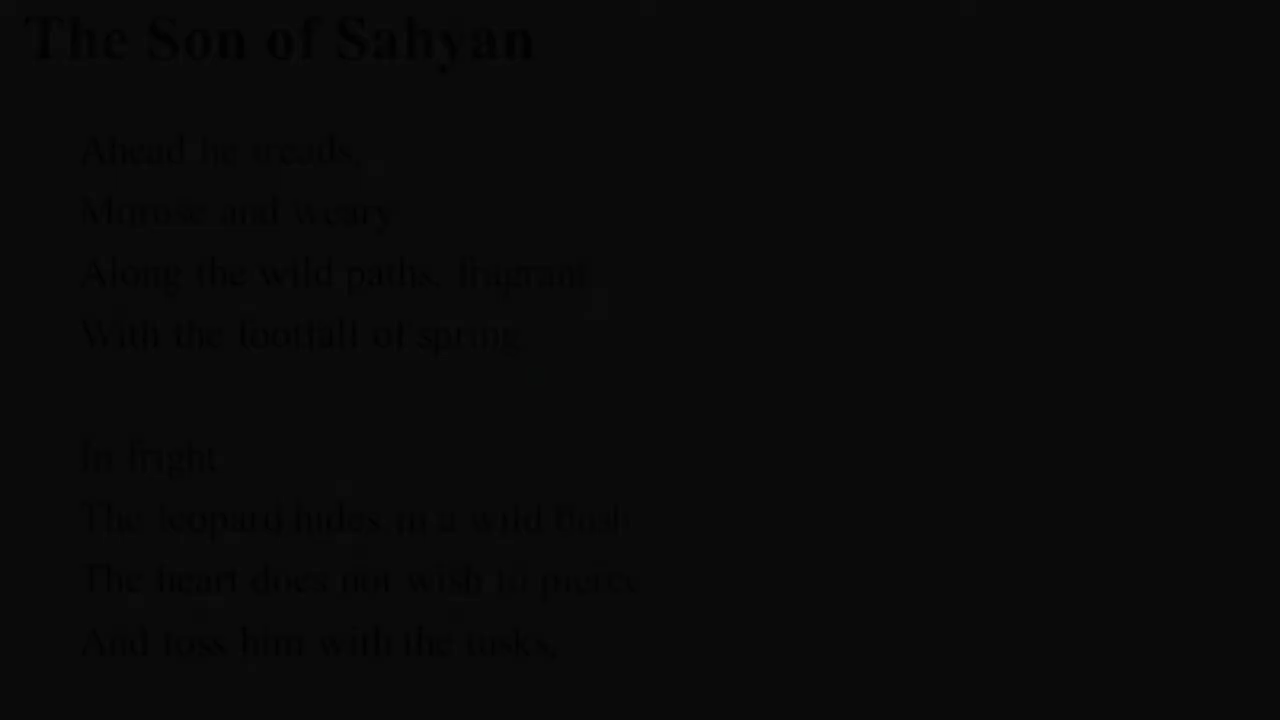 The Son of Sahyan
Ahead he treads,
Morose and weary
Along the wild paths, fragrant
With the footfall of spring.
In fright
The leopard hides in a wild bush
The heart does not wish to pierce
And toss him with the tusks,